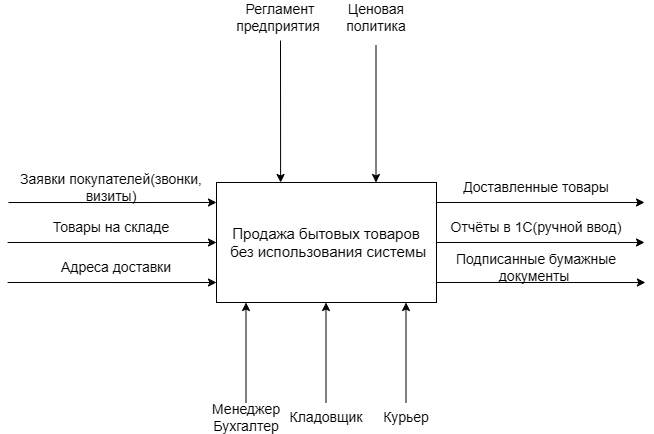 Регламент
предприятия
Ценовая
политика
Заявки покупателей(звонки,
визиты)
Товары на складе
Адреса доставки
Продажа бытовых товаров
без использования системы
Доставленные товары
Отчёты в 1С(ручной ввод)
Подписанные бумажные
документы
Менеджер
Бухгалтер
Кладовщик
Курьер